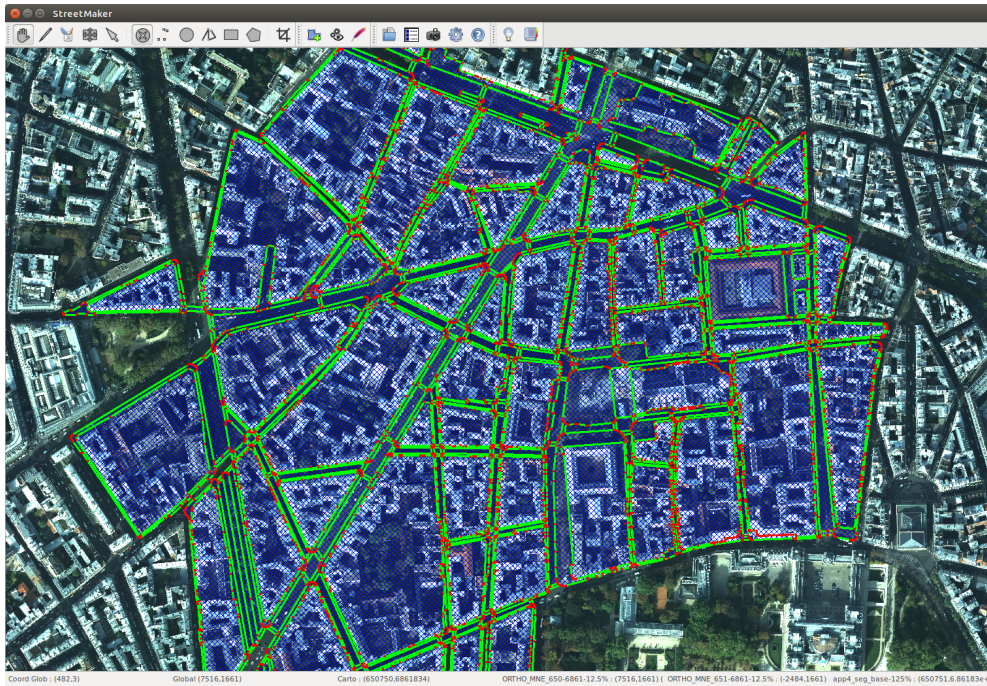 StreetMaker
Coord Glob : (482,3) Global (7516,1661) Carto : (650750,6861834) ORTHO_MNE_650-6861-12.5% : (7516,1661) ( ORTHO_MNE_651-6861-12.5% : (-2484,1661) app4_seg_base-125% : (650751,6.86183e+